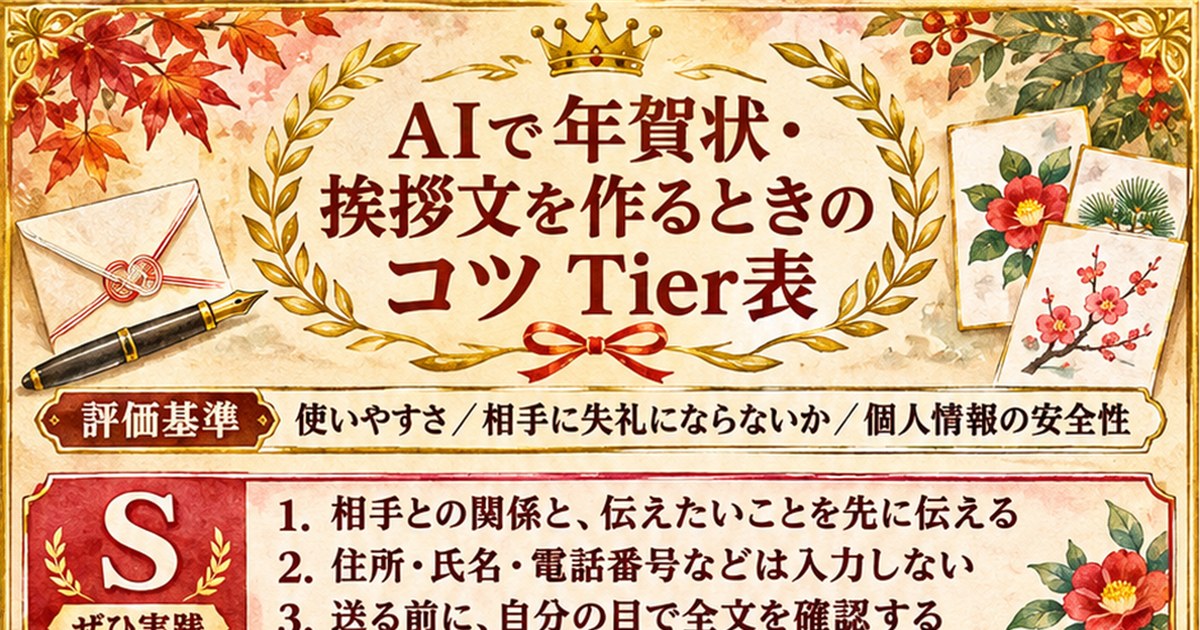 AIで年賀状・
挨拶文を作るときの
コツ Tier表
評価基準
使いやすさ／相手に失礼にならないか／個人情報の安全性
S
ぜひ実践
1. 相手との関係と、伝えたいことを先に伝える
2. 住所・氏名・電話番号などは入力しない
3. 送る前に、自分の目で全文を確認する